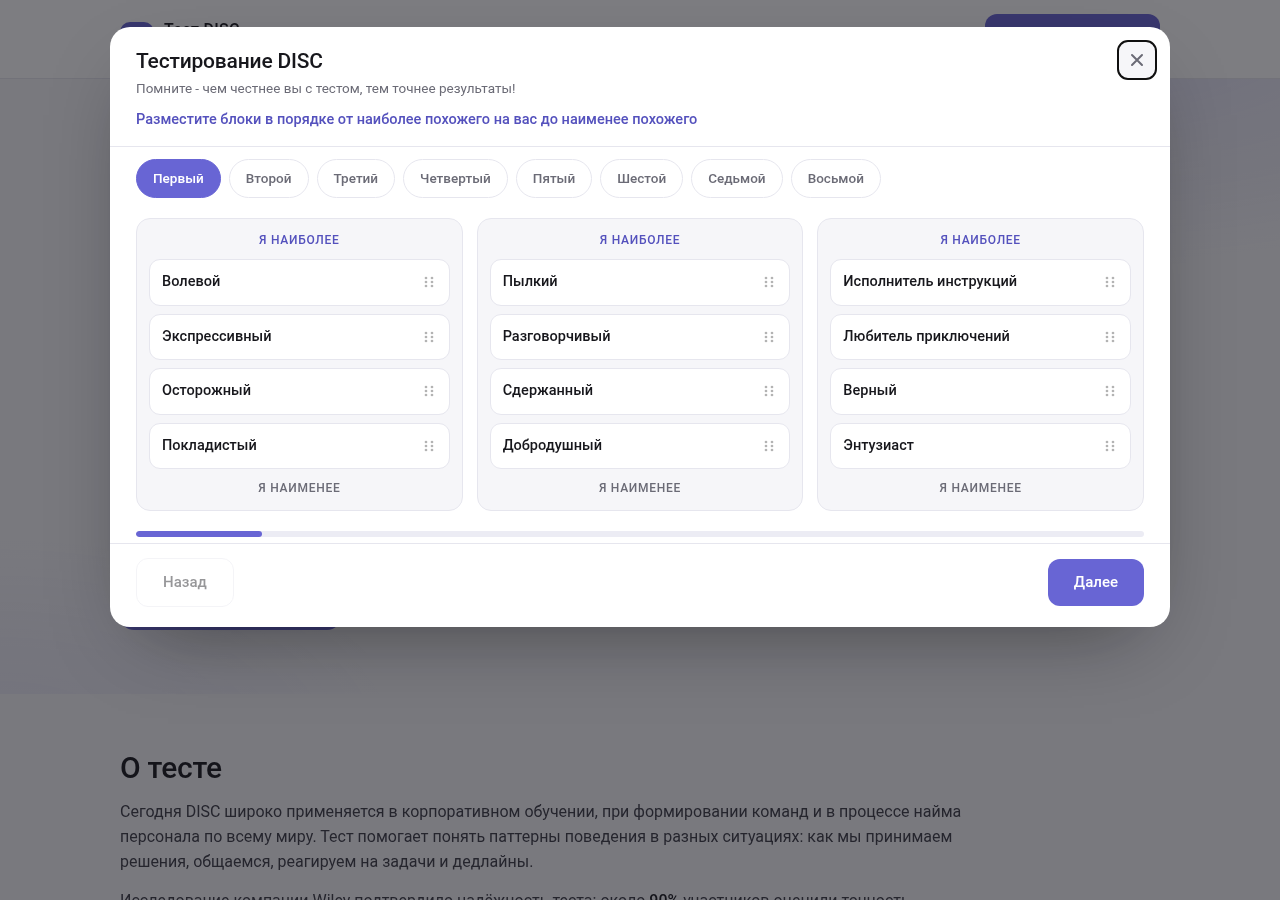 Тестирование DISC
Помните - чем честнее вы с тестом, тем точнее результаты!
Разместите блоки в порядке от наиболее похожего на вас до наименее похожего
Первый Второй Третий Четвертый Пятый Шестой Седьмой Восьмой
Я НАИБОЛЕЕ
Волевой
Экспрессивный
Осторожный
Покладистый
Я НАИМЕНЕЕ
Я НАИБОЛЕЕ
Пылкий
Разговорчивый
Сдержанный
Добродушный
Я НАИМЕНЕЕ
Я НАИБОЛЕЕ
Исполнитель инструкций
Любитель приключений
Верный
Энтузиаст
Я НАИМЕНЕЕ
Назад Далее
О тесте
Сегодня DISC широко применяется в корпоративном обучении, при формировании команд и в процессе найма
персонала по всему миру. Тест помогает понять паттерны поведения в разных ситуациях: как мы принимаем
решения, общаемся, реагируем на задачи и дедлайны.